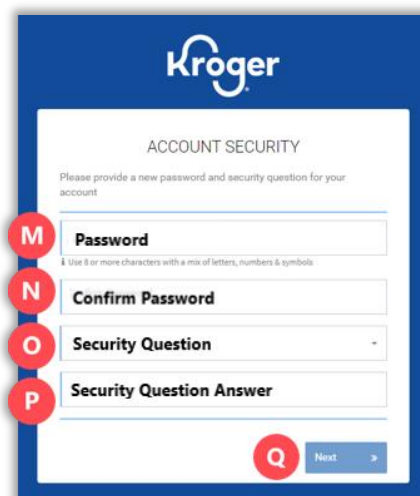 Kroger
ACCOUNT SECURITY
Please provide a new password and security question for your
account
M
Password
i Use 8 or more characters with a mix of letters, numbers & symbols
N
Confirm Password
O
Security Question
P
Security Question Answer
Q
Next »